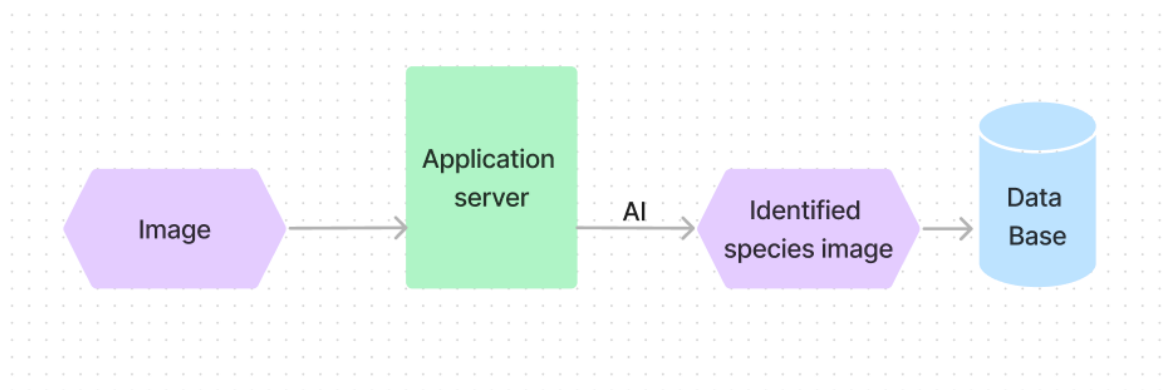 Image
Application
server
AI
Identified
species image
Data
Base